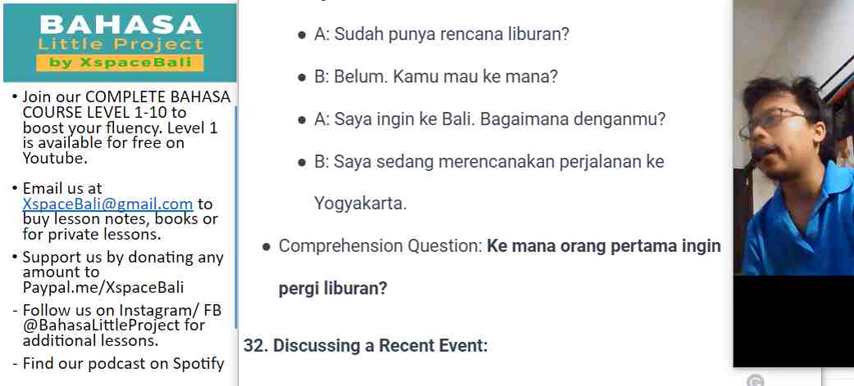 BAHASA
Little Project
by XspaceBali
• Join our COMPLETE BAHASA
COURSE LEVEL 1-10 to
boost your fluency. Level 1
is available for free on
Youtube.
• Email us at
XspaceBali@gmail.com to
buy lesson notes, books or
for private lessons.
• Support us by donating any
amount to
Paypal.me/XspaceBali
- Follow us on Instagram/ FB
@BahasaLittleProject for
additional lessons.
- Find our podcast on Spotify
• A: Sudah punya rencana liburan?
• B: Belum. Kamu mau ke mana?
• A: Saya ingin ke Bali. Bagaimana denganmu?
• B: Saya sedang merencanakan perjalanan ke
Yogyakarta.
• Comprehension Question: Ke mana orang pertama ingin
pergi liburan?
32. Discussing a Recent Event: